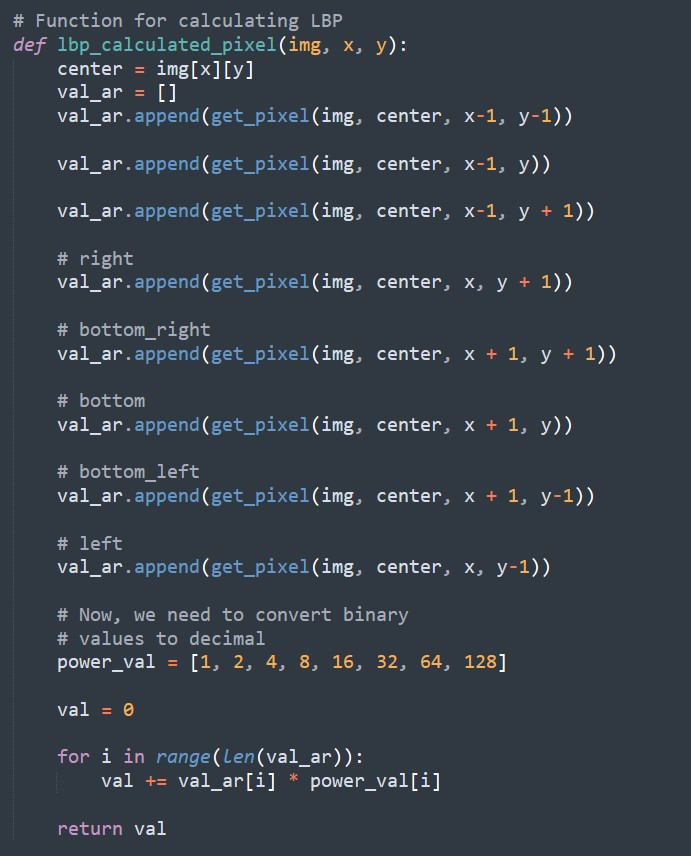 # Function for calculating LBP
def lbp_calculated_pixel(img, x, y):
    center = img[x][y]
    val_ar = []
    val_ar.append(get_pixel(img, center, x-1, y-1))
    val_ar.append(get_pixel(img, center, x-1, y))
    val_ar.append(get_pixel(img, center, x-1, y + 1))
    # right
    val_ar.append(get_pixel(img, center, x, y + 1))
    # bottom_right
    val_ar.append(get_pixel(img, center, x + 1, y + 1))
    # bottom
    val_ar.append(get_pixel(img, center, x + 1, y))
    # bottom_left
    val_ar.append(get_pixel(img, center, x + 1, y-1))
    # left
    val_ar.append(get_pixel(img, center, x, y-1))
    # Now, we need to convert binary
    # values to decimal
    power_val = [1, 2, 4, 8, 16, 32, 64, 128]
    val = 0
    for i in range(len(val_ar)):
        val += val_ar[i] * power_val[i]
    return val